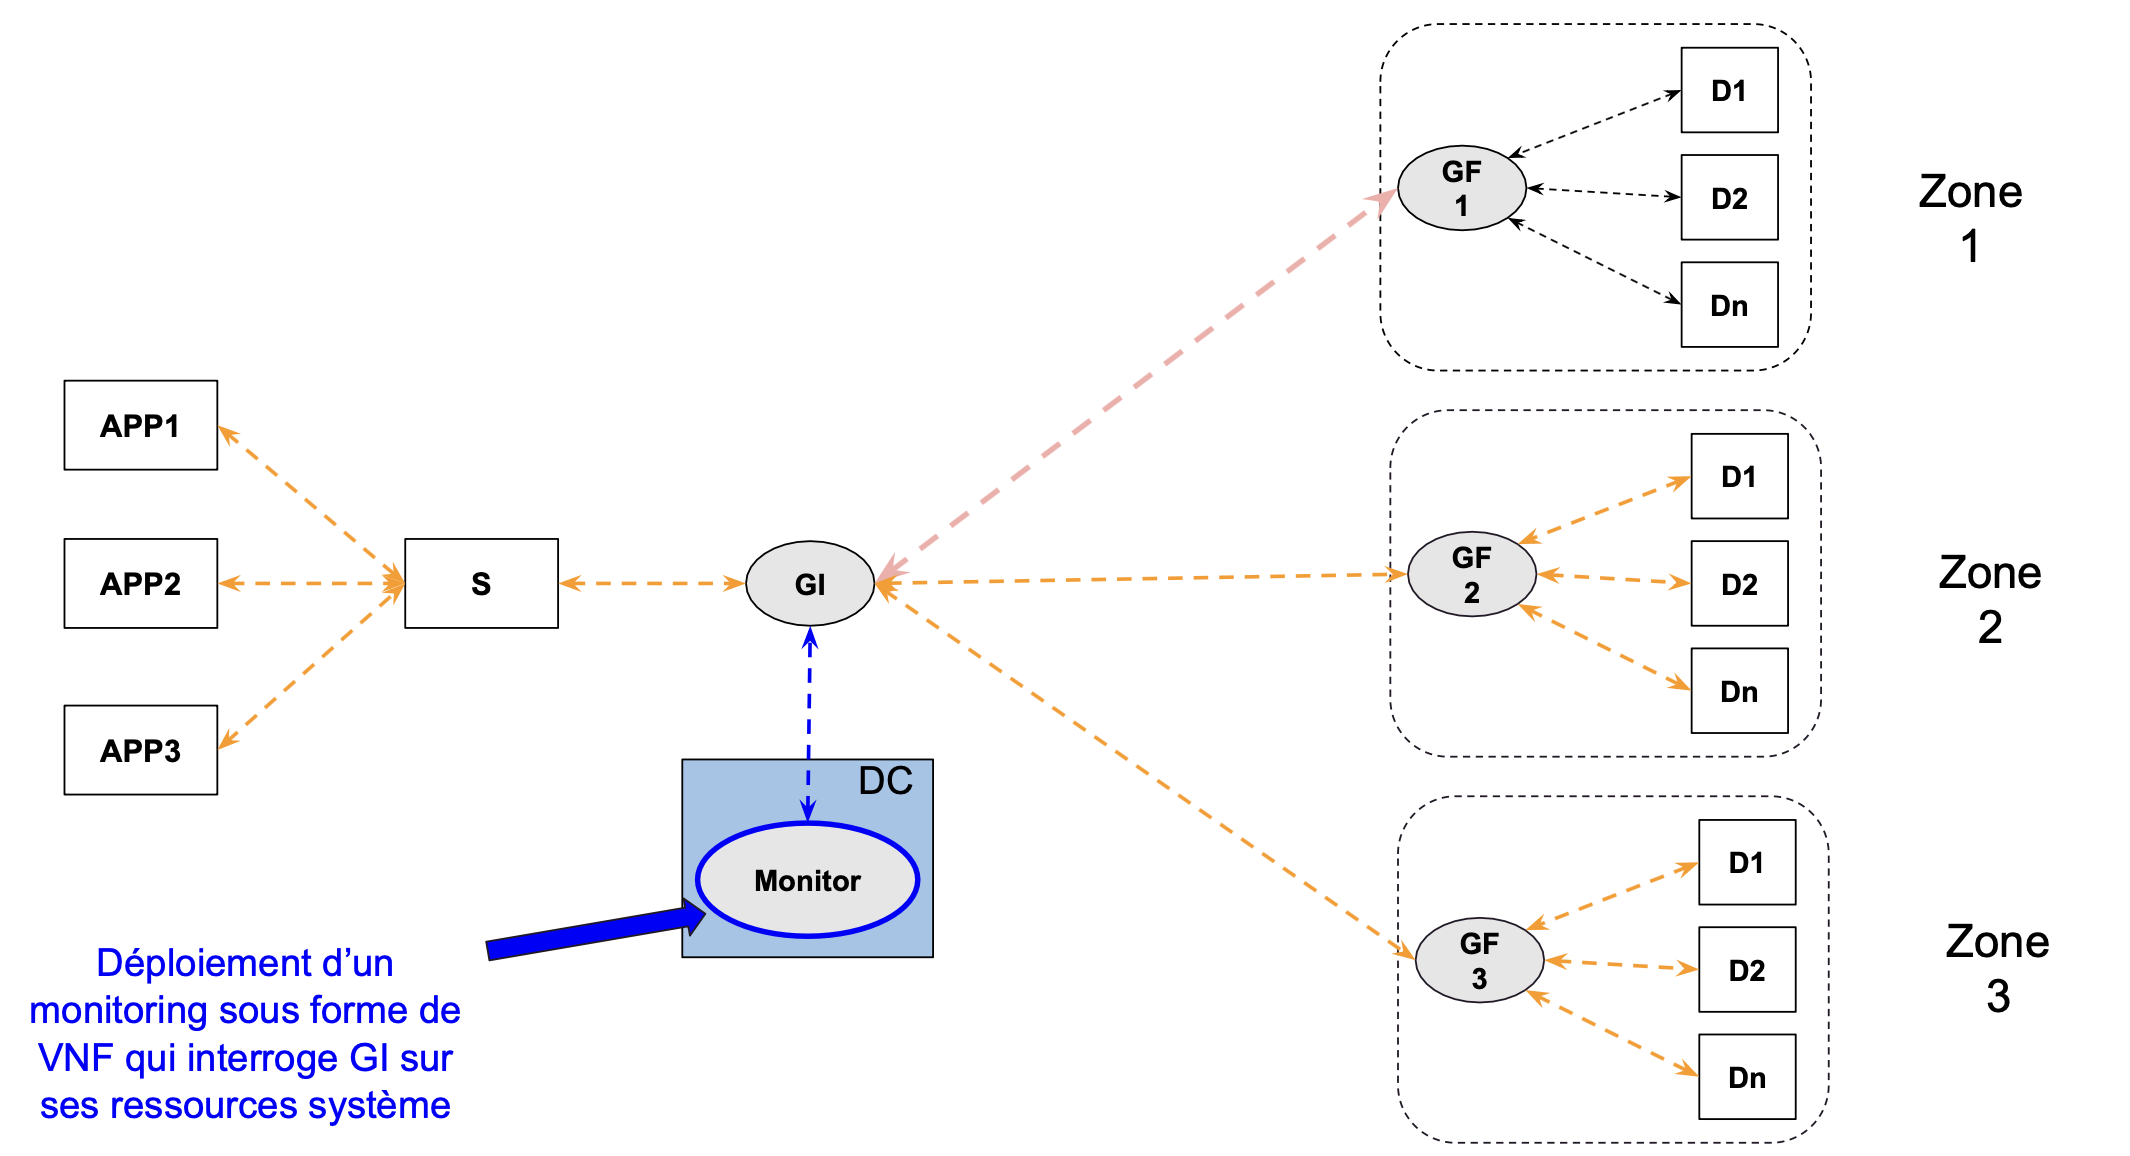 D1
GF
1
D2
Dn
Zone
1
APP1
APP2
APP3
S
GI
GF
2
D1
D2
Dn
Zone
2
DC
Monitor
Déploiement d’un
monitoring sous forme de
VNF qui interroge GI sur
ses ressources système
GF
3
D1
D2
Dn
Zone
3